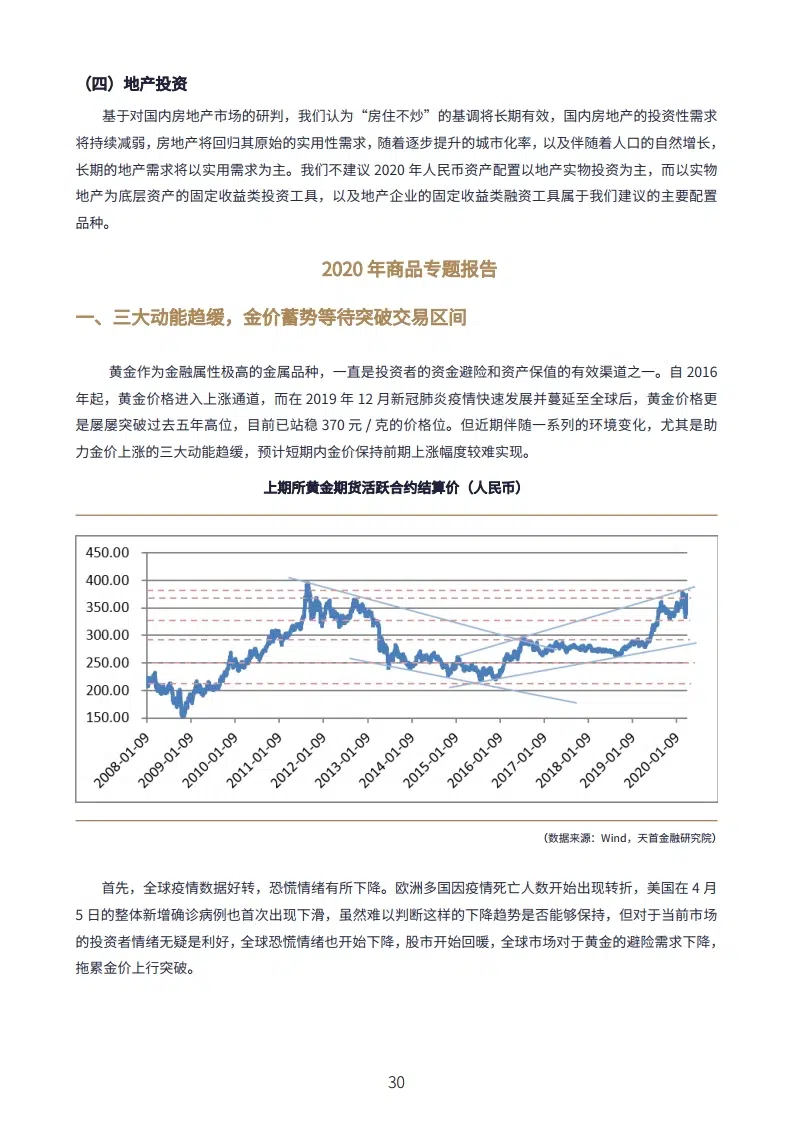 （四）地产投资
基于对国内房地产市场的研判，我们认为“房住不炒”的基调将长期有效，国内房地产的投资性需求
将持续减弱，房地产将回归其原始的实用性需求，随着逐步提升的城市化率，以及伴随着人口的自然增长，
长期的地产需求将以实用需求为主。我们不建议 2020 年人民币资产配置以地产实物投资为主，而以实物
地产为底层资产的固定收益类投资工具，以及地产企业的固定收益类融资工具属于我们建议的主要配置
品种。
2020 年商品专题报告
一、三大动能趋缓，金价蓄势等待突破交易区间
黄金作为金融属性极高的金属品种，一直是投资者的资金避险和资产保值的有效渠道之一。自 2016
年起，黄金价格进入上涨通道，而在 2019 年 12 月新冠肺炎疫情快速发展并蔓延至全球后，黄金价格更
是屡屡突破过去五年高位，目前已站稳 370 元 / 克的价格位。但近期伴随一系列的环境变化，尤其是助
力金价上涨的三大动能趋缓，预计短期内金价保持前期上涨幅度较难实现。
上期所黄金期货活跃合约结算价（人民币）
450.00
400.00
350.00
300.00
250.00
200.00
150.00
2008-01-09
2009-01-09
2010-01-09
2011-01-09
2012-01-09
2013-01-09
2014-01-09
2015-01-09
2016-01-09
2017-01-09
2018-01-09
2019-01-09
2020-01-09
（数据来源：Wind，天首金融研究院）
首先，全球疫情数据好转，恐慌情绪有所下降。欧洲多国因疫情死亡人数开始出现转折，美国在 4 月
5 日的整体新增确诊病例也首次出现下滑，虽然难以判断这样的下降趋势是否能够保持，但对于当前市场
的投资者情绪无疑是利好，全球恐慌情绪也开始下降，股市开始回暖，全球市场对于黄金的避险需求下降，
拖累金价上行突破。
30